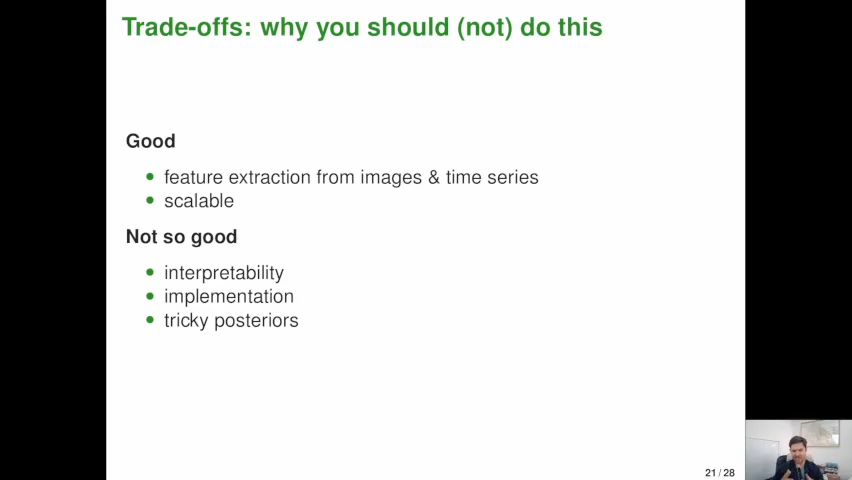 Trade-offs: why you should (not) do this
Good
feature extraction from images & time series
scalable
Not so good
interpretability
implementation
tricky posteriors
21 / 28